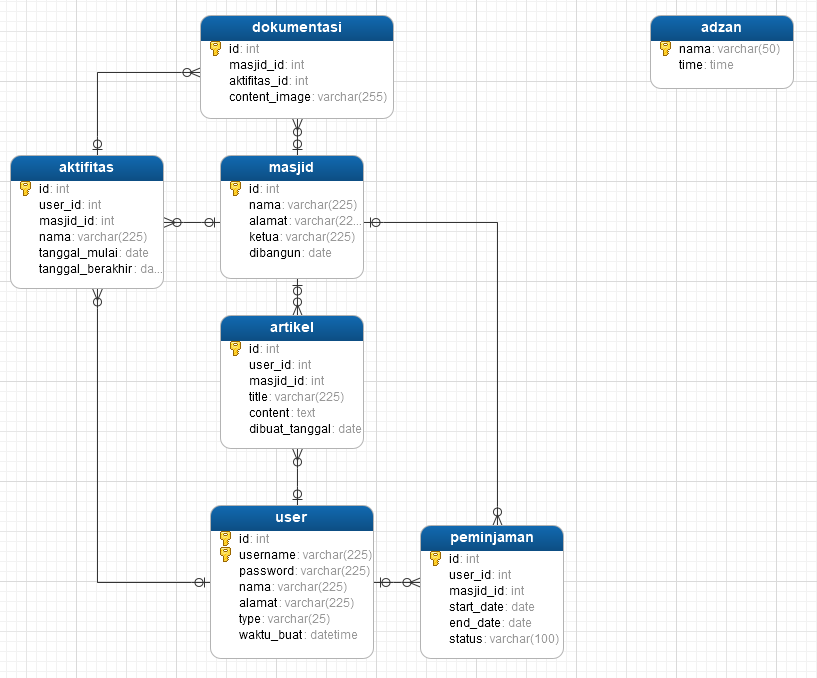 dokumentasi
id: int
masjid_id: int
aktifitas_id: int
content_image: varchar(255)
adzan
nama: varchar(50)
time: time
aktifitas
id: int
user_id: int
masjid_id: int
nama: varchar(225)
tanggal_mulai: date
tanggal_berakhir: da...
masjid
id: int
nama: varchar(225)
alamat: varchar(22...
ketua: varchar(225)
dibangun: date
artikel
id: int
user_id: int
masjid_id: int
title: varchar(225)
content: text
dibuat_tanggal: date
user
id: int
username: varchar(225)
password: varchar(225)
nama: varchar(225)
alamat: varchar(225)
type: varchar(25)
waktu_buat: datetime
peminjaman
id: int
user_id: int
masjid_id: int
start_date: date
end_date: date
status: varchar(100)